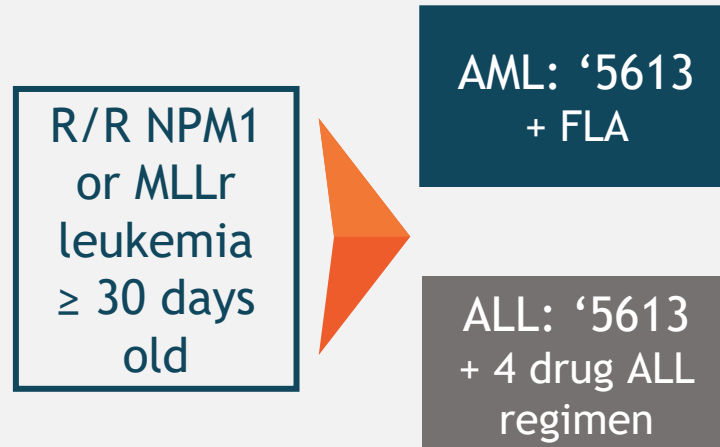 R/R NPM1
or MLLr
leukemia
≥ 30 days
old
AML: ‘5613
+ FLA
ALL: ‘5613
+ 4 drug ALL
regimen